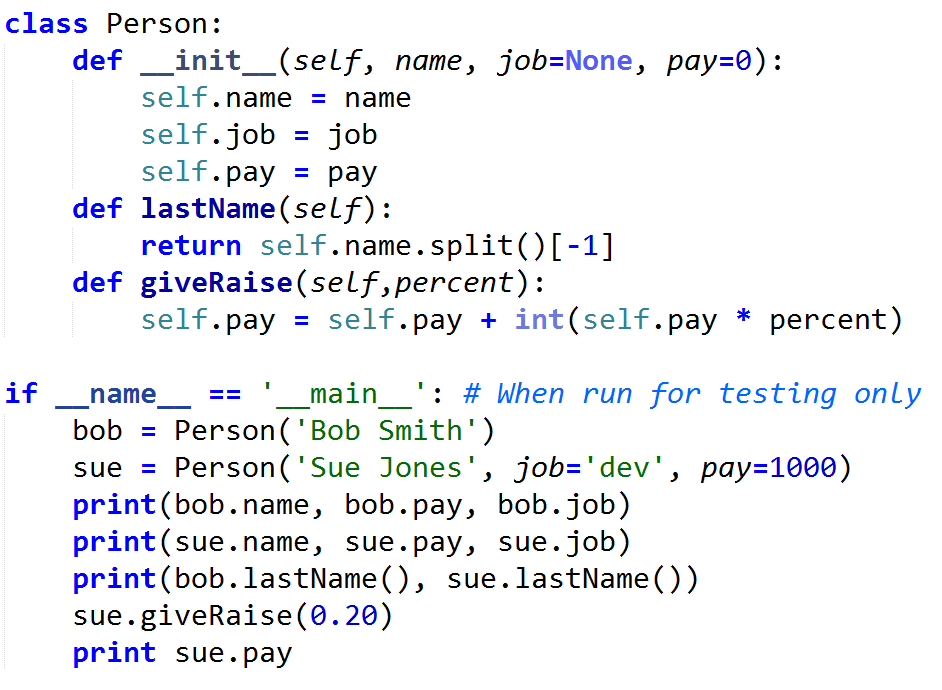 class Person:
    def __init__(self, name, job=None, pay=0):
        self.name = name
        self.job = job
        self.pay = pay
    def lastName(self):
        return self.name.split()[-1]
    def giveRaise(self,percent):
        self.pay = self.pay + int(self.pay * percent)

if __name__ == '__main__': # When run for testing only
    bob = Person('Bob Smith')
    sue = Person('Sue Jones', job='dev', pay=1000)
    print(bob.name, bob.pay, bob.job)
    print(sue.name, sue.pay, sue.job)
    print(bob.lastName(), sue.lastName())
    sue.giveRaise(0.20)
    print sue.pay